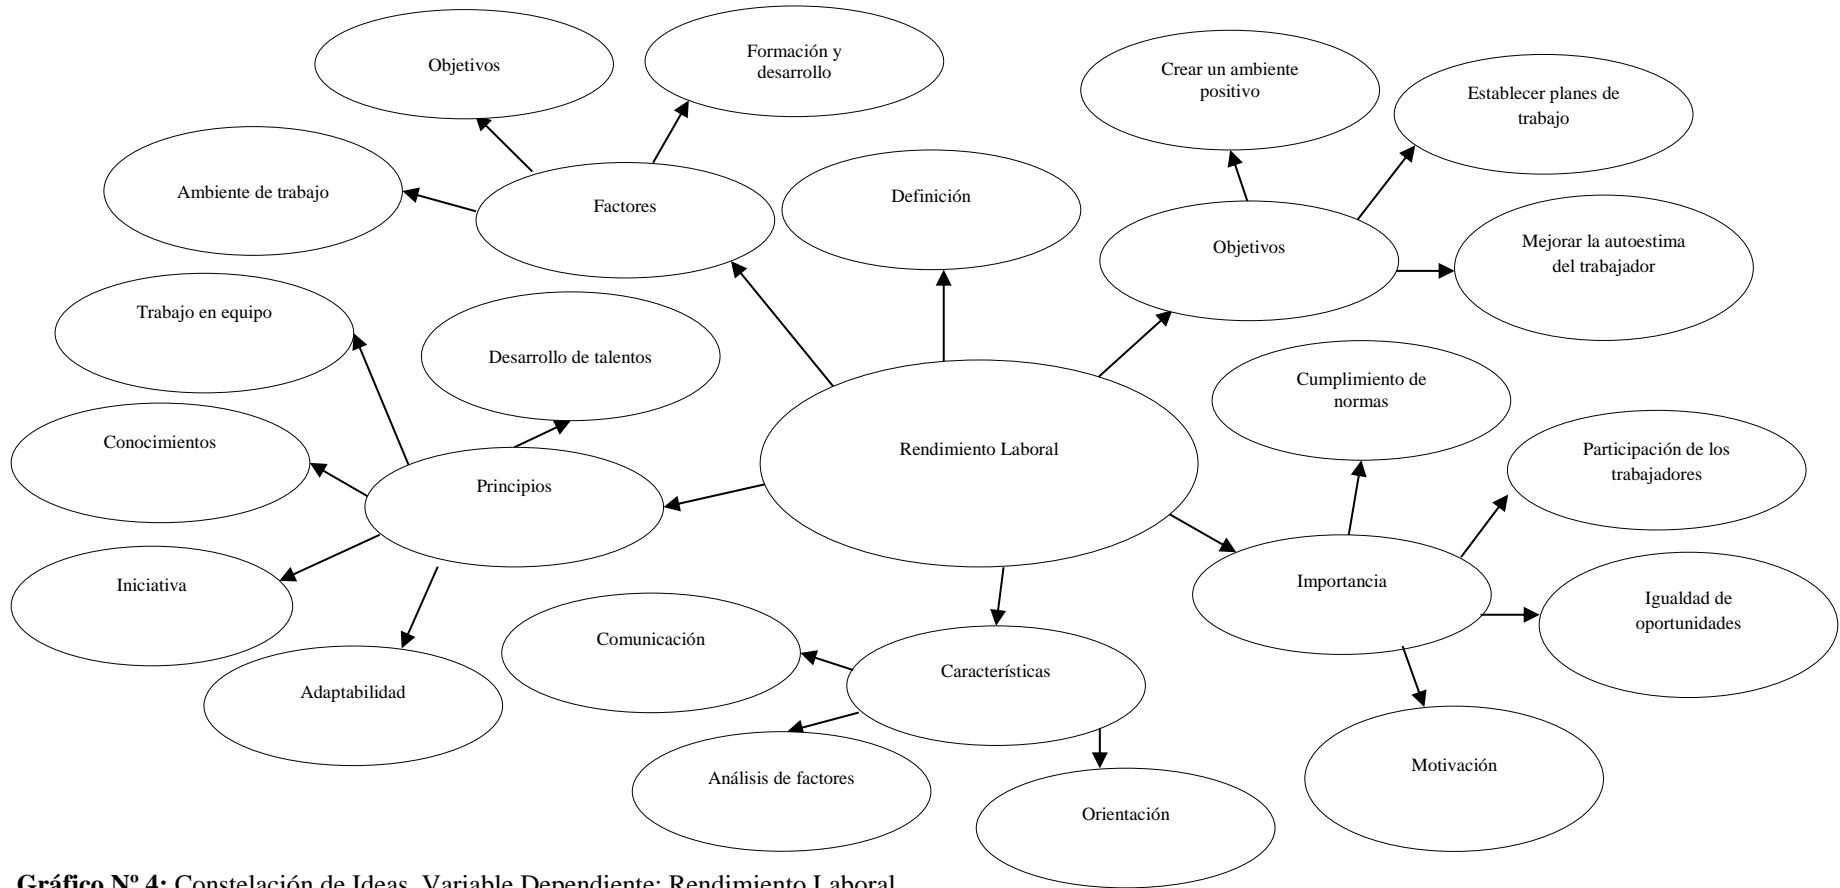 Objetivos
Formación y
desarrollo
Crear un ambiente
positivo
Establecer planes de
trabajo
Ambiente de trabajo
Factores
Definición
Objetivos
Mejorar la autoestima
del trabajador
Trabajo en equipo
Desarrollo de talentos
Cumplimiento de
normas
Conocimientos
Principios
Rendimiento Laboral
Participación de los
trabajadores
Iniciativa
Importancia
Igualdad de
oportunidades
Comunicación
Características
Adaptabilidad
Análisis de factores
Orientación
Motivación
Gráfico Nº 4: Constelación de Ideas. Variable Dependiente: Rendimiento Laboral